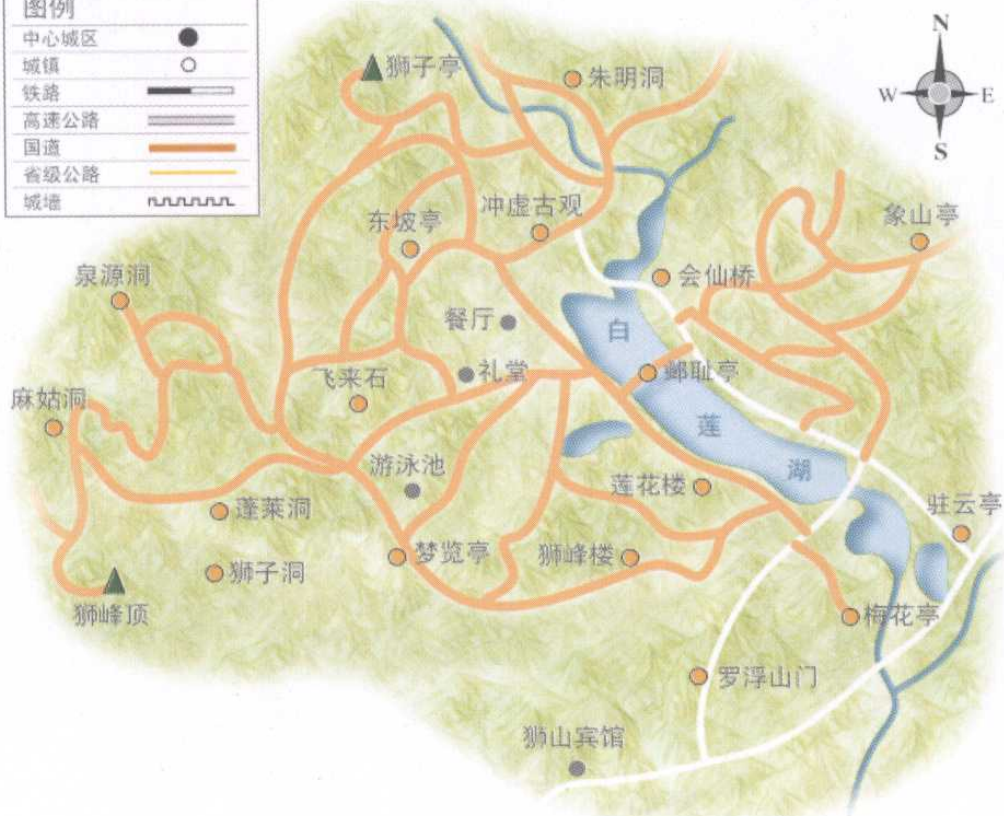 图例
中心城区
城镇
铁路
高速公路
国道
省级公路
城墙
N
W
E
S
狮子亭
朱明洞
东坡亭
冲虚古观
象山亭
泉源洞
会仙桥
餐厅
白
飞来石
礼堂
邺耻亭
麻姑洞
莲
游泳池
莲花楼
湖
蓬莱洞
驻云亭
狮子洞
梦览亭
狮峰楼
狮峰顶
梅花亭
罗浮山门
狮山宾馆